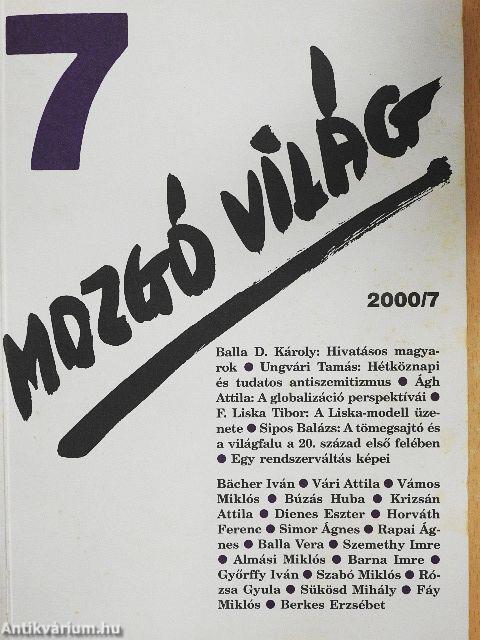 7
MOZGÓ VILÁG
2000/7
Balla D. Károly: Hivatásos magya-
rok ● Ungvári Tamás: Hétköznapi
és tudatos antiszemitizmus ● Ágh
Attila: A globalizáció perspektívái ●
F. Liska Tibor: A Liska-modell üze-
nete ● Sipos Balázs: A tömegsajtó és
a világfalu a 20. század első felében
● Egy rendszerváltás képei
Bächer Iván ● Vári Attila ● Vámos
Miklós ● Búzás Huba ● Krizsán
Attila ● Dienes Eszter ● Horváth
Ferenc ● Simor Ágnes ● Rapai Ág-
nes ● Balla Vera ● Szemethy Imre
● Almási Miklós ● Barna Imre ●
Győrffy Iván ● Szabó Miklós ● Ró-
zsa Gyula ● Sükösd Mihály ● Fáy
Miklós ● Berkes Erzsébet
Antikvárium.hu